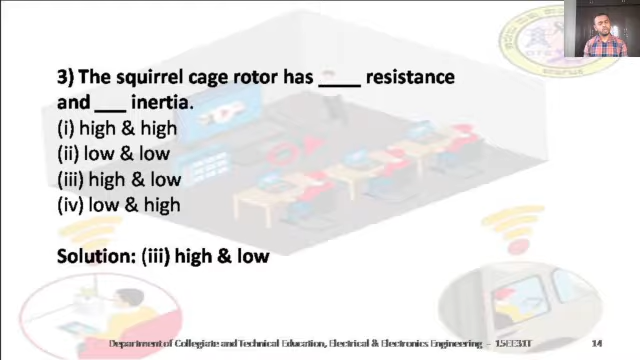 3) The squirrel cage rotor has ____ resistance
and ___ inertia.
(i) high & high
(ii) low & low
(iii) high & low
(iv) low & high
Solution: (iii) high & low
Department of Collegiate and Technical Education, Electrical & Electronics Engineering – 15EE31T
14